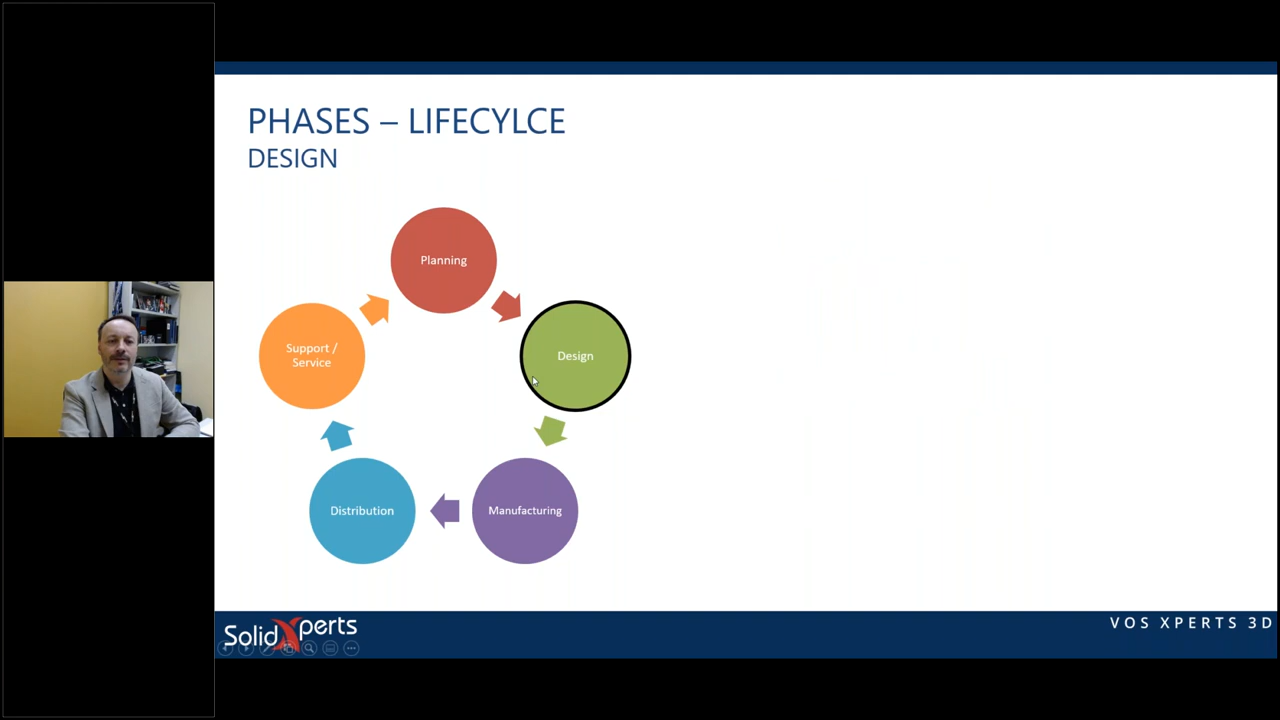 PHASES – LIFECYLCE
DESIGN
Planning
Support /
Service
Design
Distribution
Manufacturing
SolidXperts
VOS XPERTS 3D